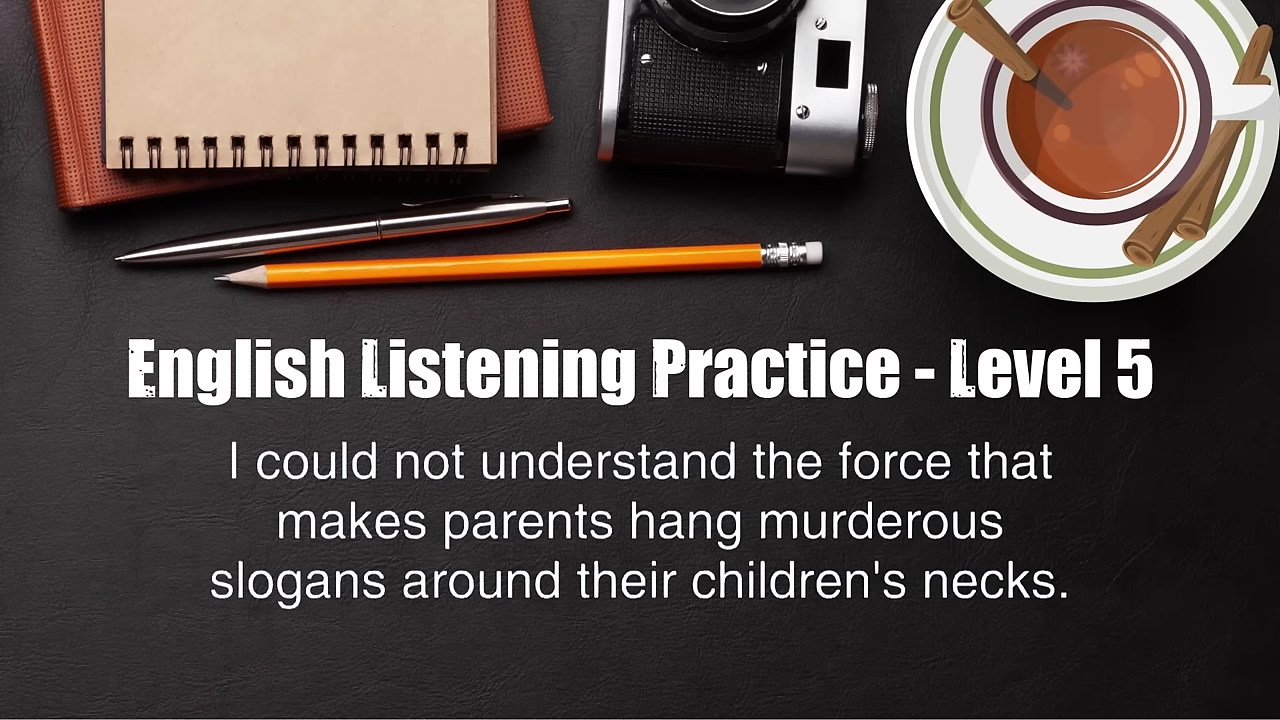 English Listening Practice - Level 5
I could not understand the force that
makes parents hang murderous
slogans around their children's necks.